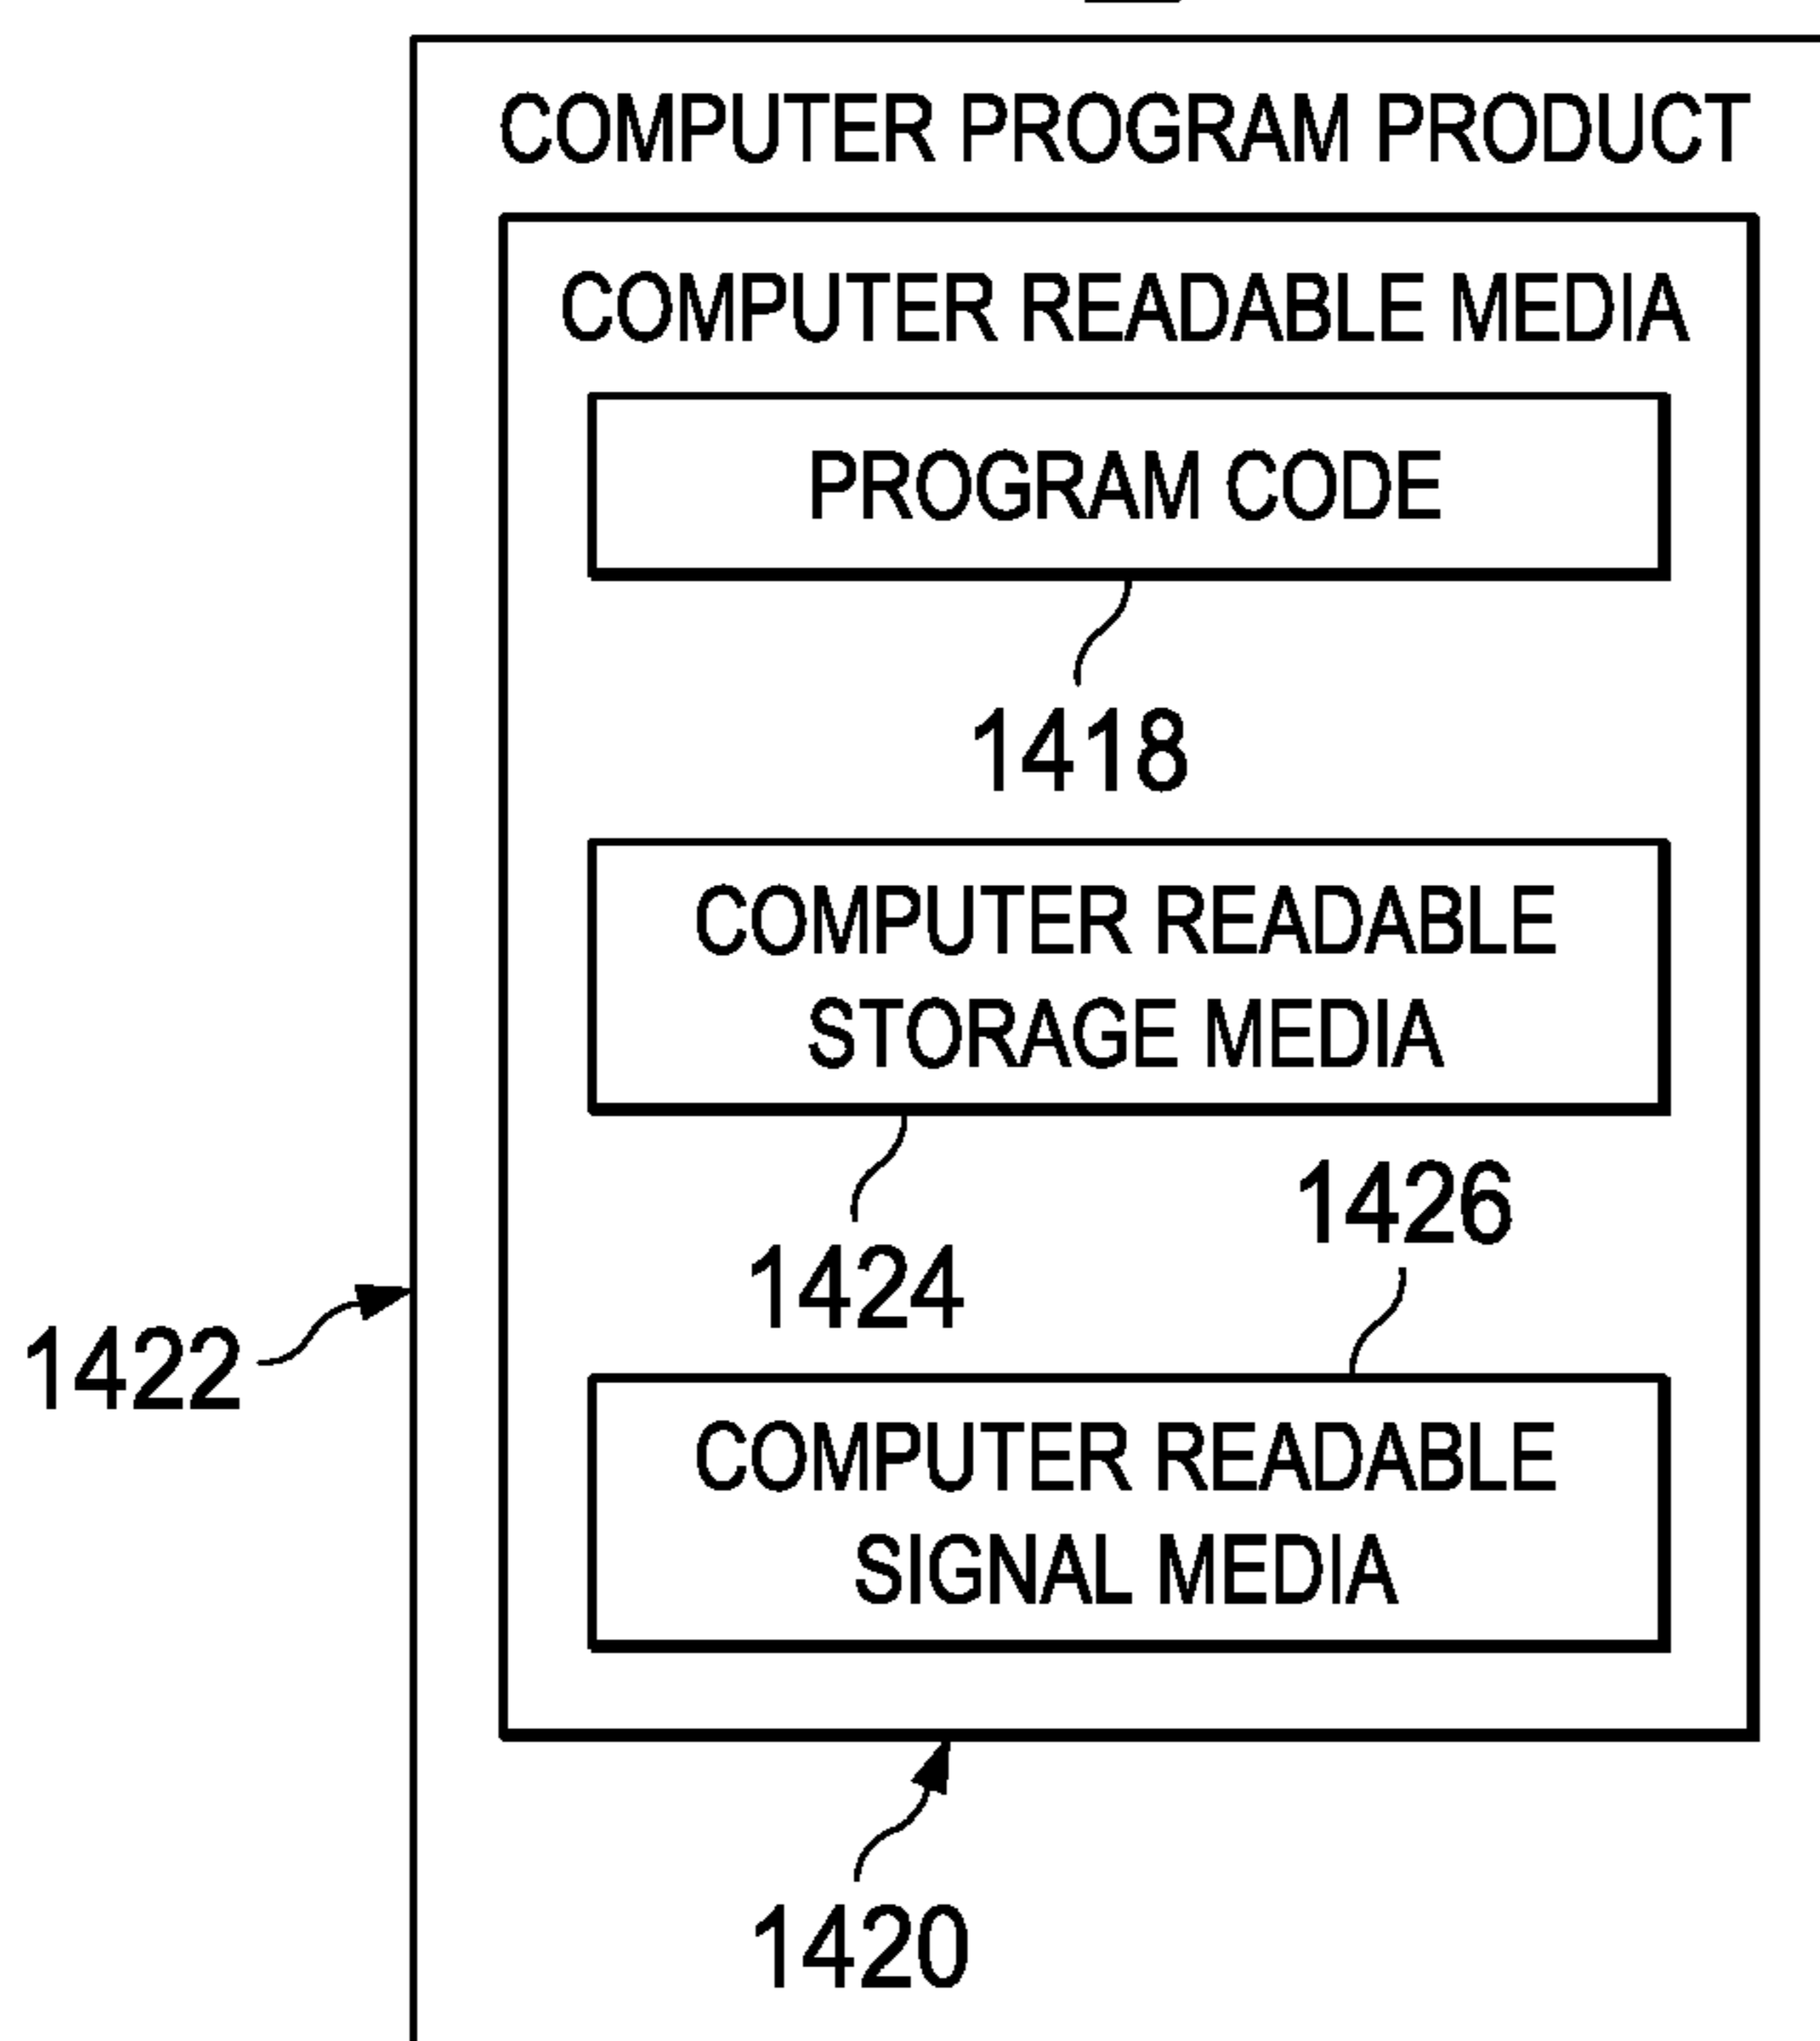 COMPUTER PROGRAM PRODUCT
COMPUTER READABLE MEDIA
PROGRAM CODE
1418
COMPUTER READABLE
STORAGE MEDIA
1426
1424
1422
COMPUTER READABLE
SIGNAL MEDIA
1420